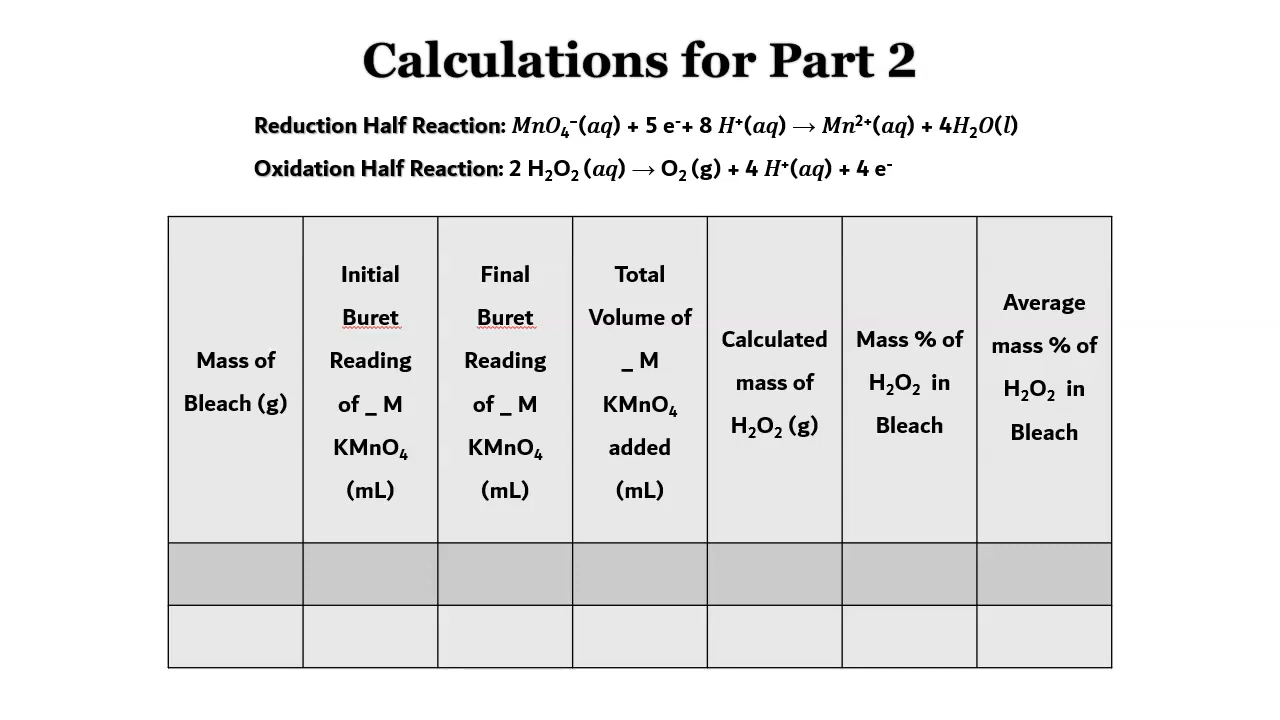 Calculations for Part 2
Reduction Half Reaction: MnO₄⁻(aq) + 5 e⁻+ 8 H⁺(aq) → Mn²⁺(aq) + 4H₂O(l)
Oxidation Half Reaction: 2 H₂O₂ (aq) → O₂ (g) + 4 H⁺(aq) + 4 e⁻
Mass of
Bleach (g)
Initial
Buret
Reading
of _ M
KMnO₄
(mL)
Final
Buret
Reading
of _ M
KMnO₄
(mL)
Total
Volume of
_ M
KMnO₄
added
(mL)
Calculated
mass of
H₂O₂ (g)
Mass % of
H₂O₂ in
Bleach
Average
mass % of
H₂O₂ in
Bleach